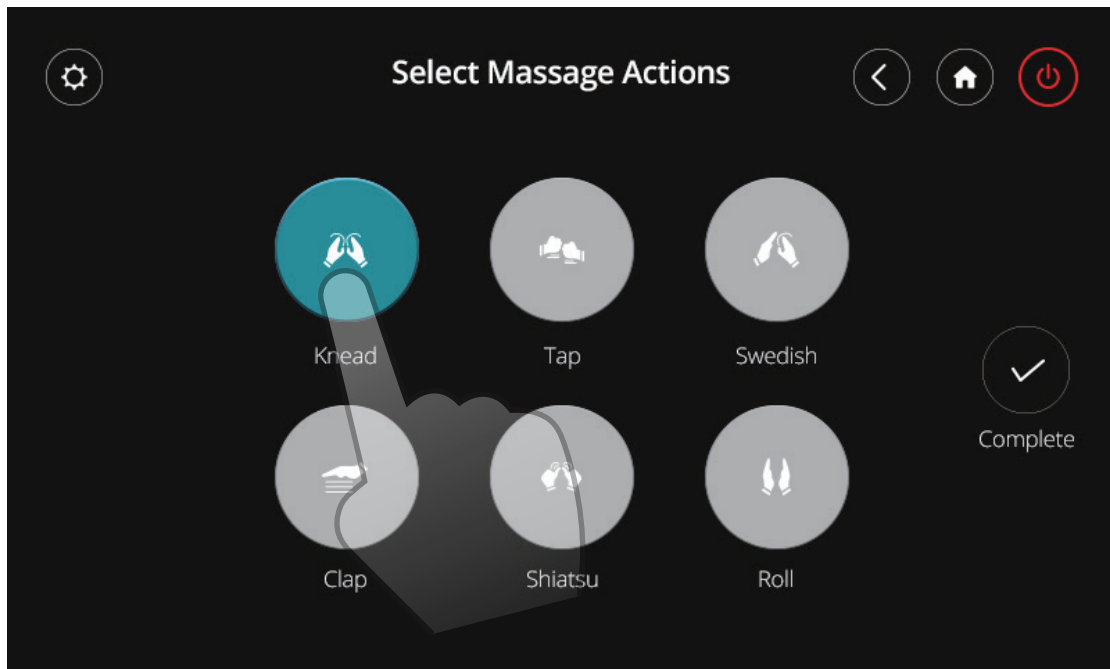 Select Massage Actions
Knead
Tap
Swedish
Complete
Clap
Shiatsu
Roll